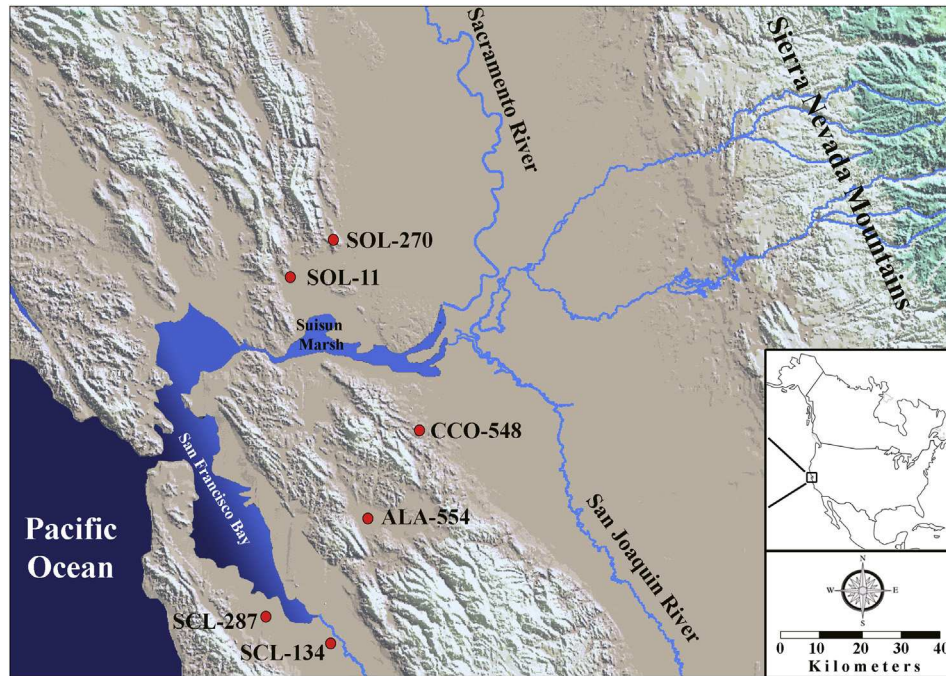 Sacramento River
Sierra Nevada Mountains
SOL-270
SOL-11
Suisun
Marsh
CCO-548
San Francisco Bay
ALA-554
San Joaquin River
Pacific
Ocean
SCL-287
SCL-134
N
W E
S
0 10 20 30 40
Kilometers